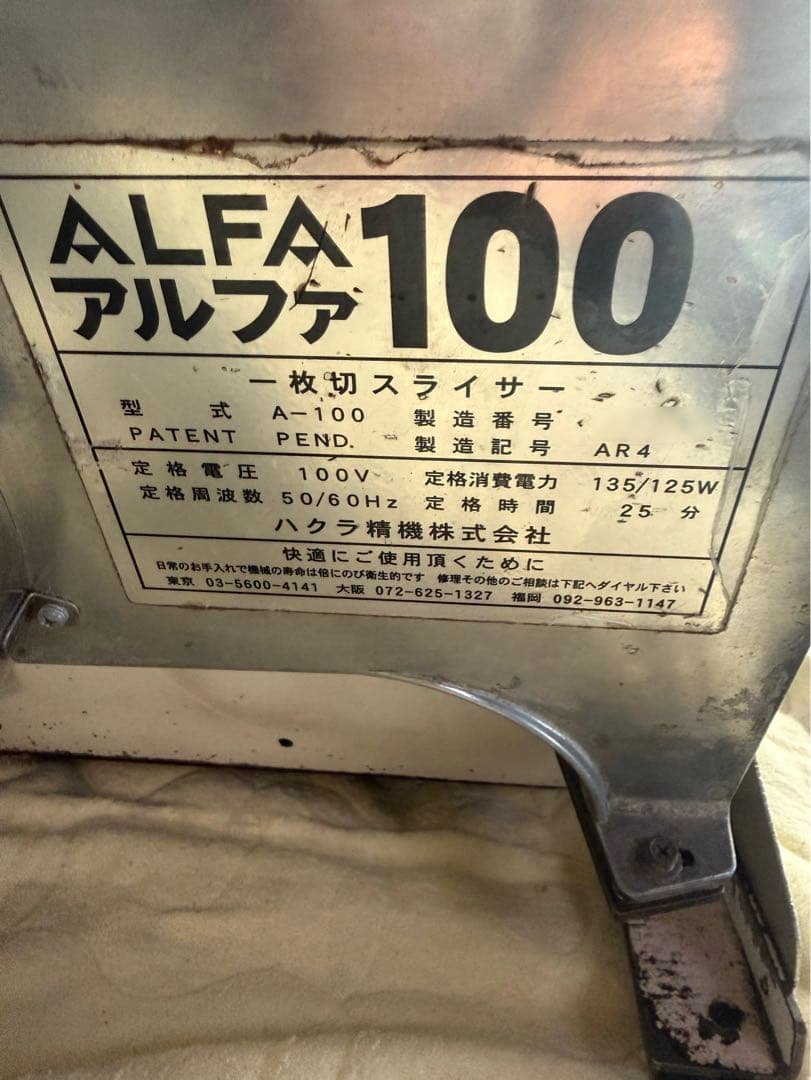 ALFA
アルファ100
一枚切スライサー
型 式 A-100 製造番号
PATENT PEND. 製造記号 AR4
定格電圧 100V 定格消費電力 135/125W
定格周波数 50/60Hz 定格時間 25分
ハクラ精機株式会社
快適にご使用頂くために
日常のお手入れで機械の寿命は倍にのび衛生的です 修理その他のご相談は下記へダイヤル下さい
東京 03-5600-4141 大阪 072-625-1327 福岡 092-963-1147